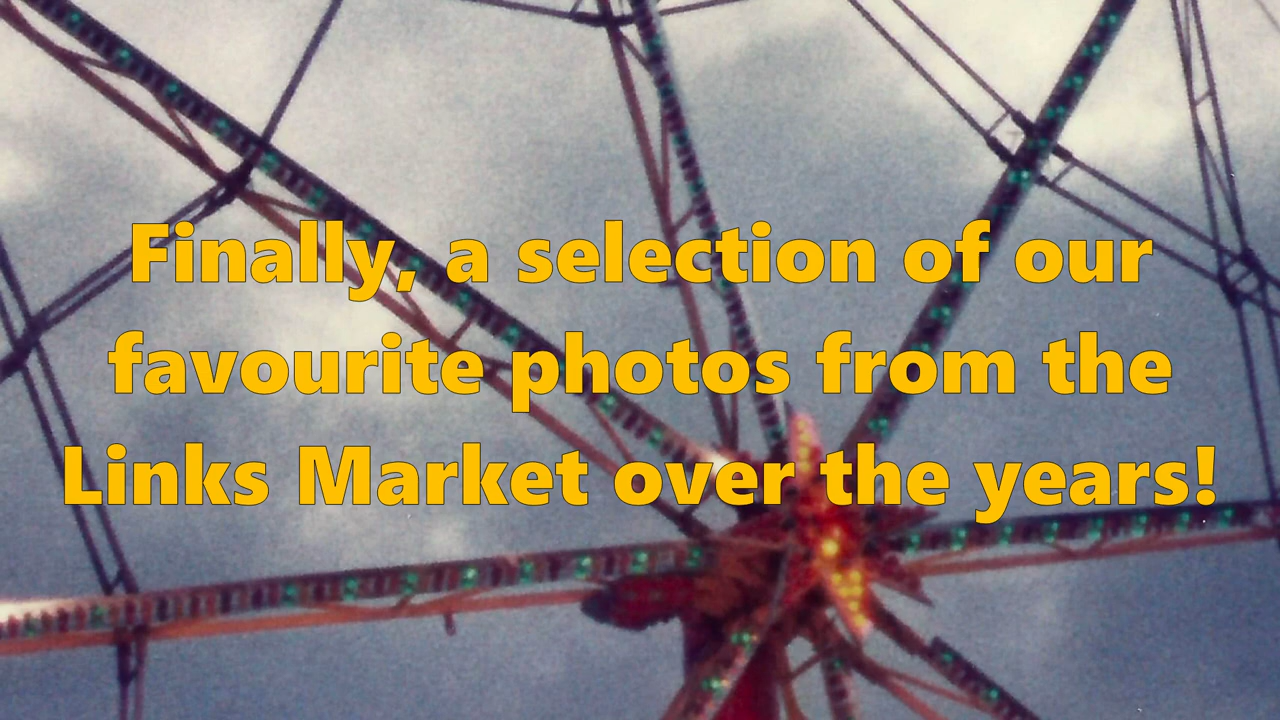 Finally, a selection of our
favourite photos from the
Links Market over the years!